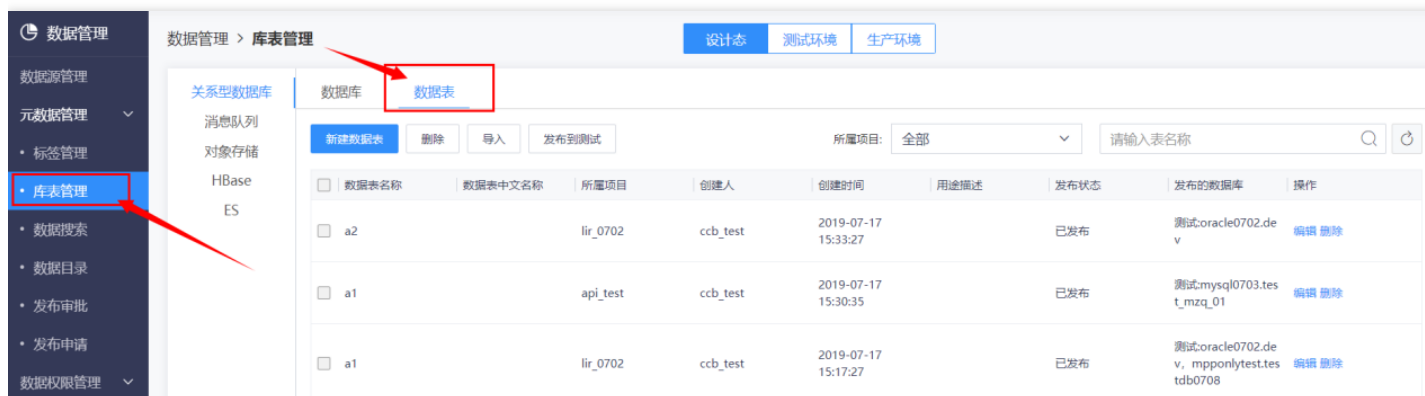 数据管理
数据管理 > 库表管理
设计态 测试环境 生产环境
数据源管理
元数据管理
• 标签管理
• 库表管理
• 数据搜索
• 数据目录
• 发布审批
• 发布申请
数据权限管理
关系型数据库
消息队列
对象存储
HBase
ES
数据库 数据表
新建数据表 删除 导入 发布到测试 所属项目: 全部 请输入表名称
数据表名称 数据表中文名称 所属项目 创建人 创建时间 用途描述 发布状态 发布的数据库 操作
a2 lir_0702 ccb_test 2019-07-17 已发布 测试:oracle0702.de 编辑 删除
15:33:27 v
a1 api_test ccb_test 2019-07-17 已发布 测试:mysql0703.tes 编辑 删除
15:30:35 t_mzq_01
a1 lir_0702 ccb_test 2019-07-17 已发布 测试:oracle0702.de 编辑 删除
15:17:27 v，mpponlytest.tes
tdb0708